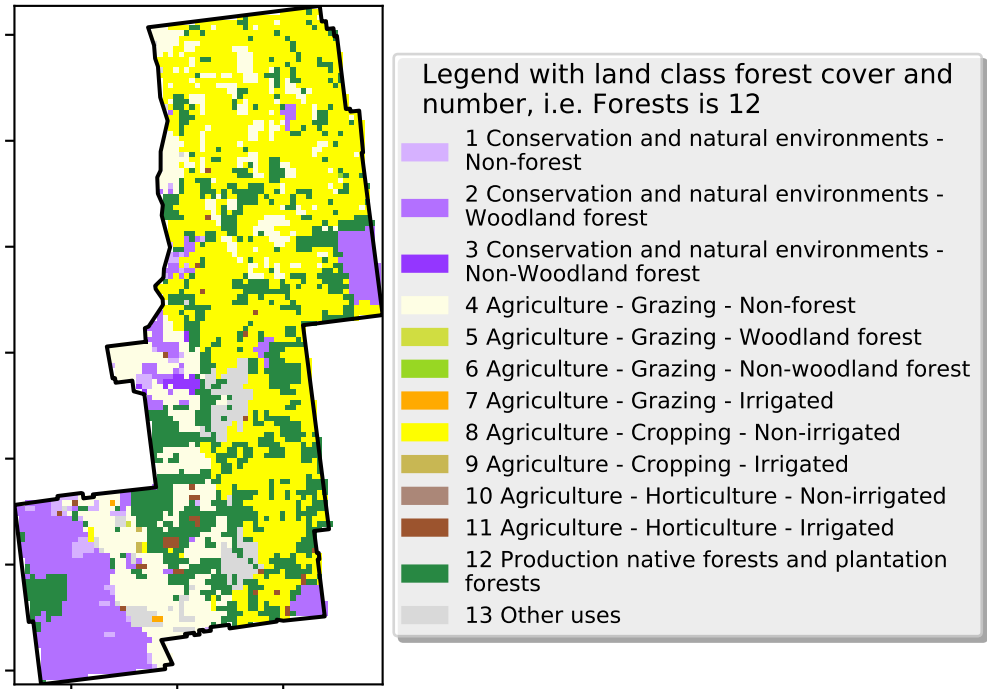 Legend with land class forest cover and
number, i.e. Forests is 12
1 Conservation and natural environments -
Non-forest
2 Conservation and natural environments -
Woodland forest
3 Conservation and natural environments -
Non-Woodland forest
4 Agriculture - Grazing - Non-forest
5 Agriculture - Grazing - Woodland forest
6 Agriculture - Grazing - Non-woodland forest
7 Agriculture - Grazing - Irrigated
8 Agriculture - Cropping - Non-irrigated
9 Agriculture - Cropping - Irrigated
10 Agriculture - Horticulture - Non-irrigated
11 Agriculture - Horticulture - Irrigated
12 Production native forests and plantation
forests
13 Other uses